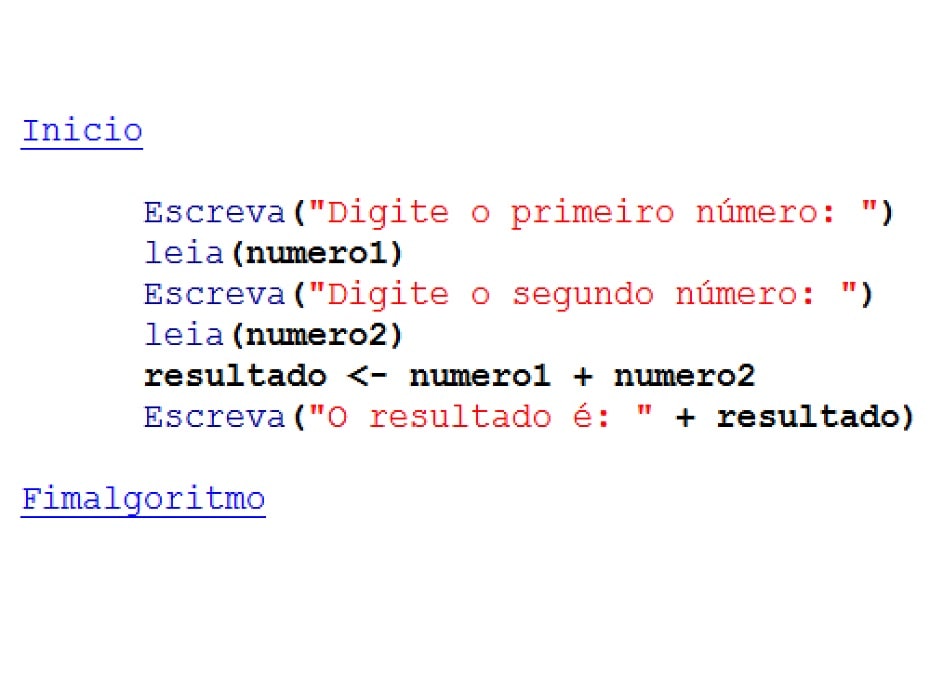 Inicio
Escreva("Digite o primeiro número: ")
leia(numero1)
Escreva("Digite o segundo número: ")
leia(numero2)
resultado <- numero1 + numero2
Escreva("O resultado é: " + resultado)
Fimalgoritmo